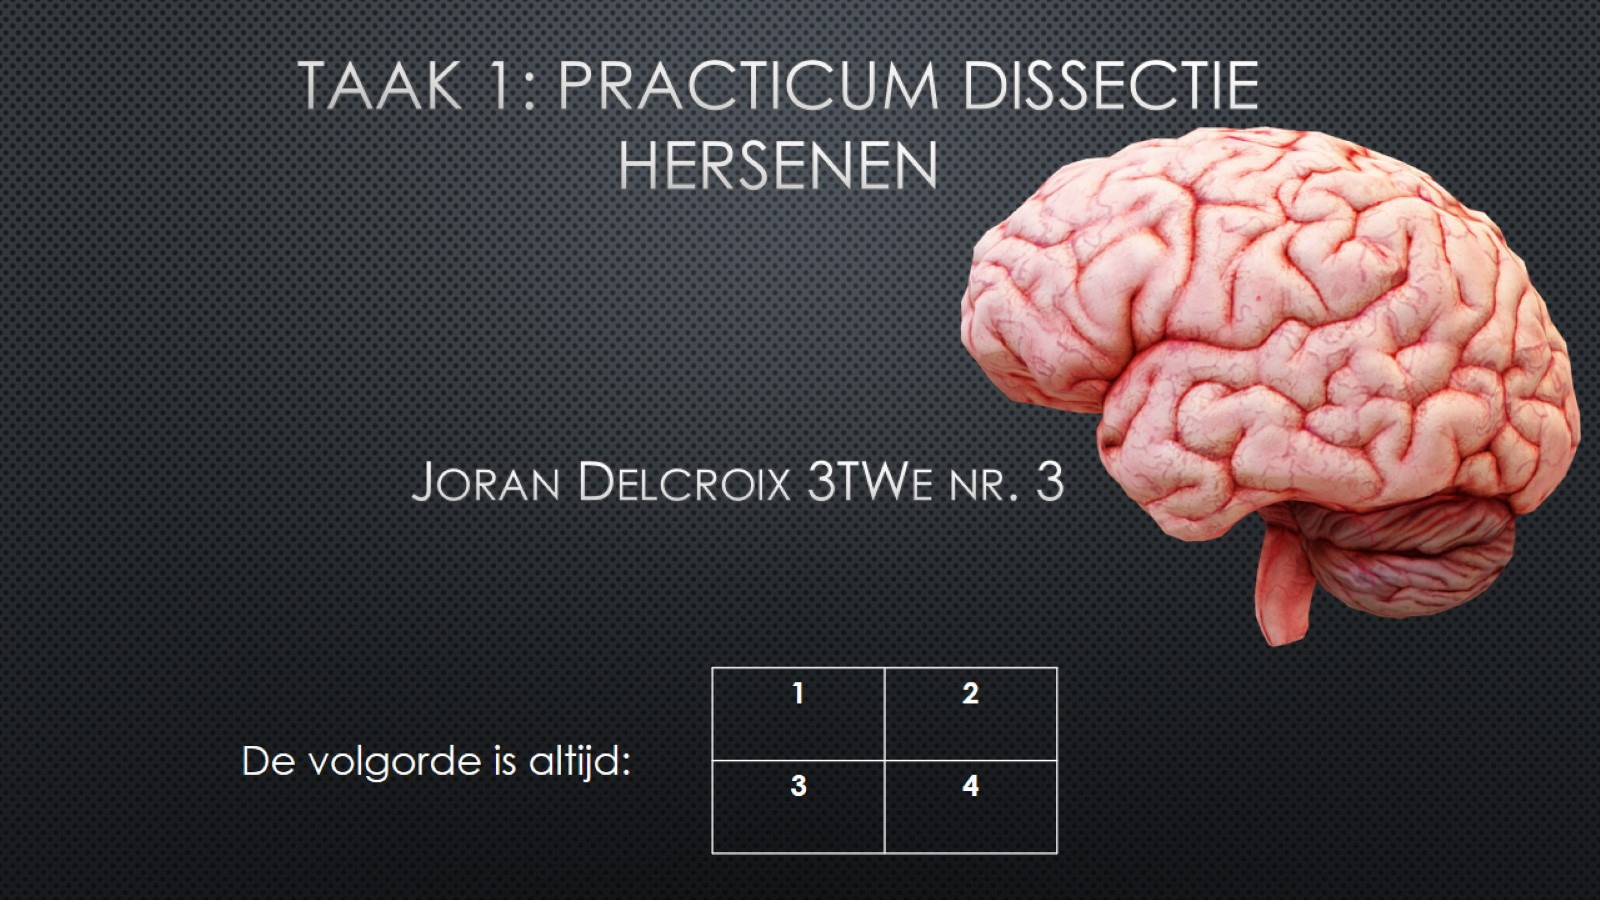 TAAK 1: PRACTICUM DISSECTIE
HERSENEN
JORAN DELCROIX 3TWE NR. 3
De volgorde is altijd:
1 2
3 4